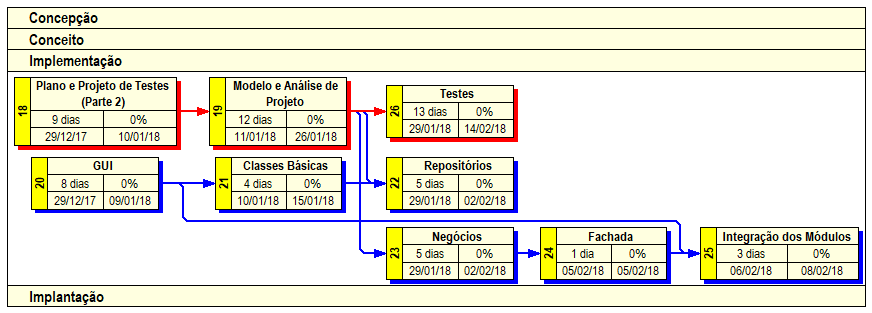 Concepção
Conceito
Implementação
18
Plano e Projeto de Testes
(Parte 2)
9 dias 0%
29/12/17 10/01/18
19
Modelo e Análise de
Projeto
12 dias 0%
11/01/18 26/01/18
26
Testes
13 dias 0%
29/01/18 14/02/18
20
GUI
8 dias 0%
29/12/17 09/01/18
21
Classes Básicas
4 dias 0%
10/01/18 15/01/18
22
Repositórios
5 dias 0%
29/01/18 02/02/18
23
Negócios
5 dias 0%
29/01/18 02/02/18
24
Fachada
1 dia 0%
05/02/18 05/02/18
25
Integração dos Módulos
3 dias 0%
06/02/18 08/02/18
Implantação